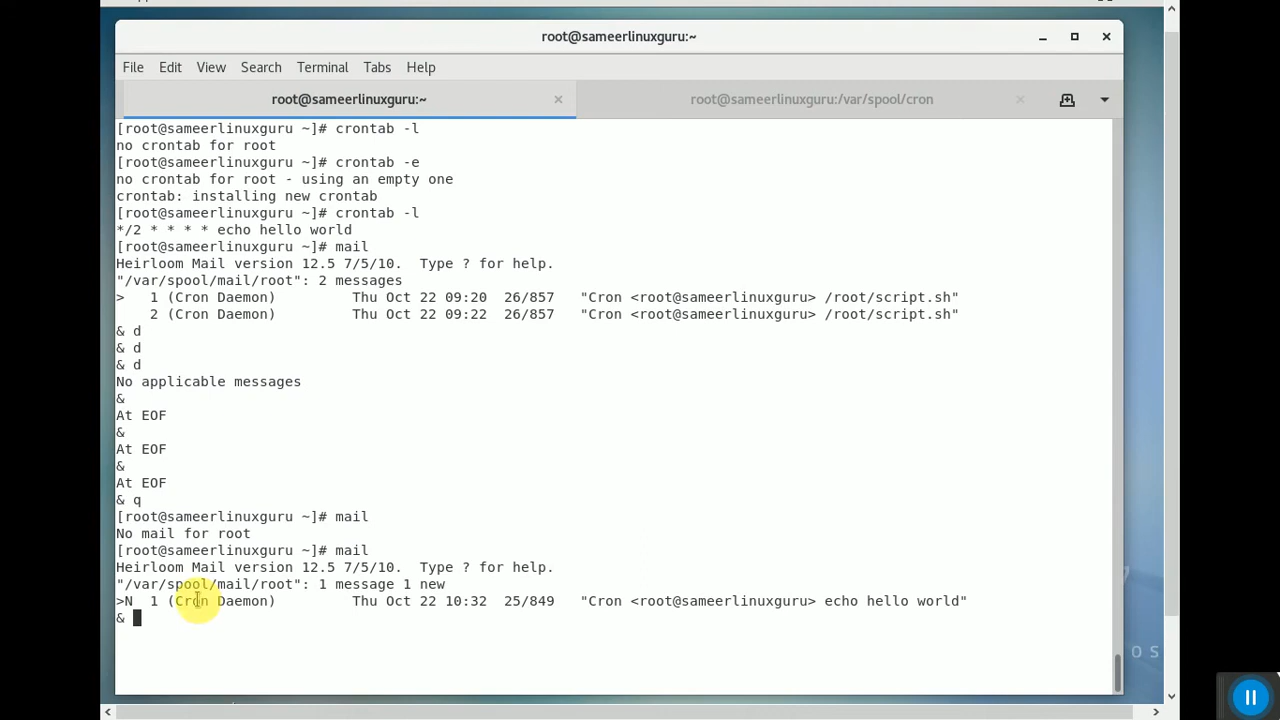 root@sameerlinuxguru:~
File Edit View Search Terminal Tabs Help
root@sameerlinuxguru:~ root@sameerlinuxguru:/var/spool/cron
[root@sameerlinuxguru ~]# crontab -l
no crontab for root
[root@sameerlinuxguru ~]# crontab -e
no crontab for root - using an empty one
crontab: installing new crontab
[root@sameerlinuxguru ~]# crontab -l
*/2 * * * * echo hello world
[root@sameerlinuxguru ~]# mail
Heirloom Mail version 12.5 7/5/10.  Type ? for help.
"/var/spool/mail/root": 2 messages
>   1 (Cron Daemon)         Thu Oct 22 09:20  26/857   "Cron <root@sameerlinuxguru> /root/script.sh"
    2 (Cron Daemon)         Thu Oct 22 09:22  26/857   "Cron <root@sameerlinuxguru> /root/script.sh"
& d
& d
& d
No applicable messages
&
At EOF
&
At EOF
&
At EOF
& q
[root@sameerlinuxguru ~]# mail
No mail for root
[root@sameerlinuxguru ~]# mail
Heirloom Mail version 12.5 7/5/10.  Type ? for help.
"/var/spool/mail/root": 1 message 1 new
>N  1 (Cron Daemon)         Thu Oct 22 10:32  25/849   "Cron <root@sameerlinuxguru> echo hello world"
&
7
O S